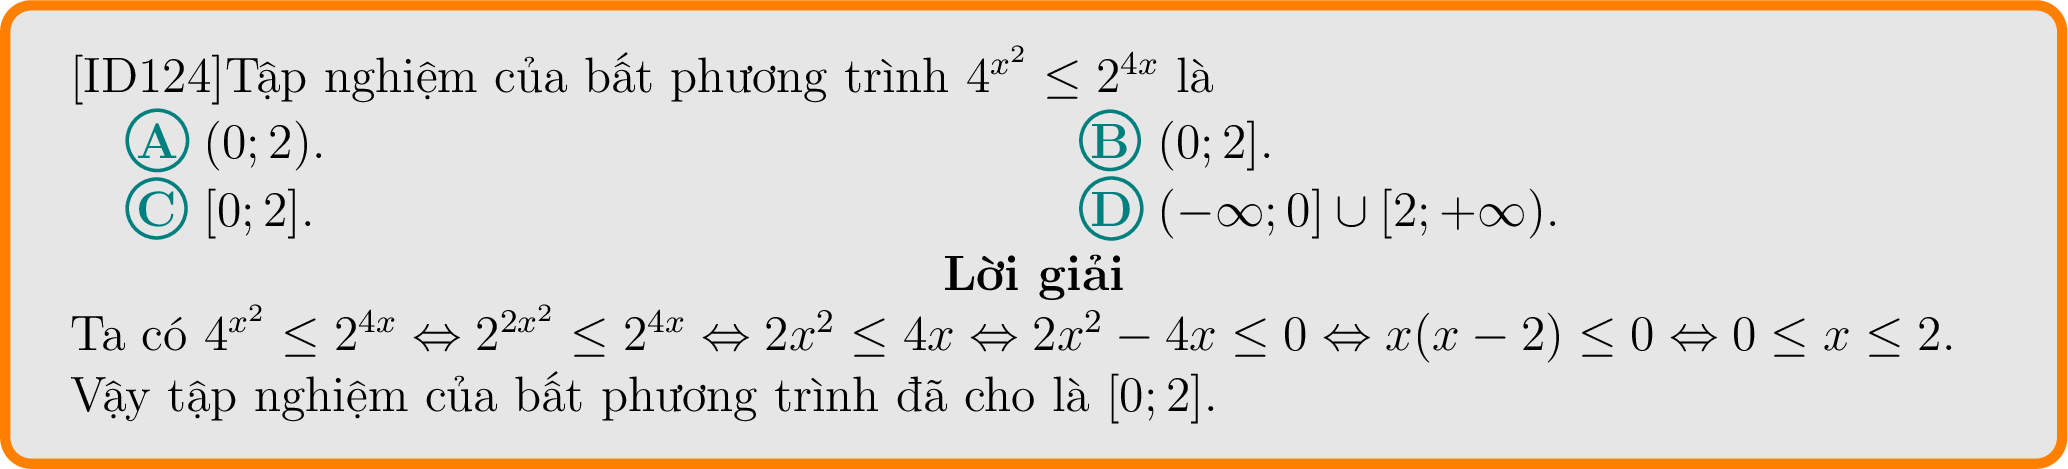 [ID124]Tập nghiệm của bất phương trình $4^{x^2} \leq 2^{4x}$ là
A (0; 2). B (0; 2].
C [0; 2]. D (−∞; 0] ∪ [2; +∞).
Lời giải
Ta có $4^{x^2} \leq 2^{4x} \Leftrightarrow 2^{2x^2} \leq 2^{4x} \Leftrightarrow 2x^2 \leq 4x \Leftrightarrow 2x^2 - 4x \leq 0 \Leftrightarrow x(x - 2) \leq 0 \Leftrightarrow 0 \leq x \leq 2$.
Vậy tập nghiệm của bất phương trình đã cho là [0; 2].